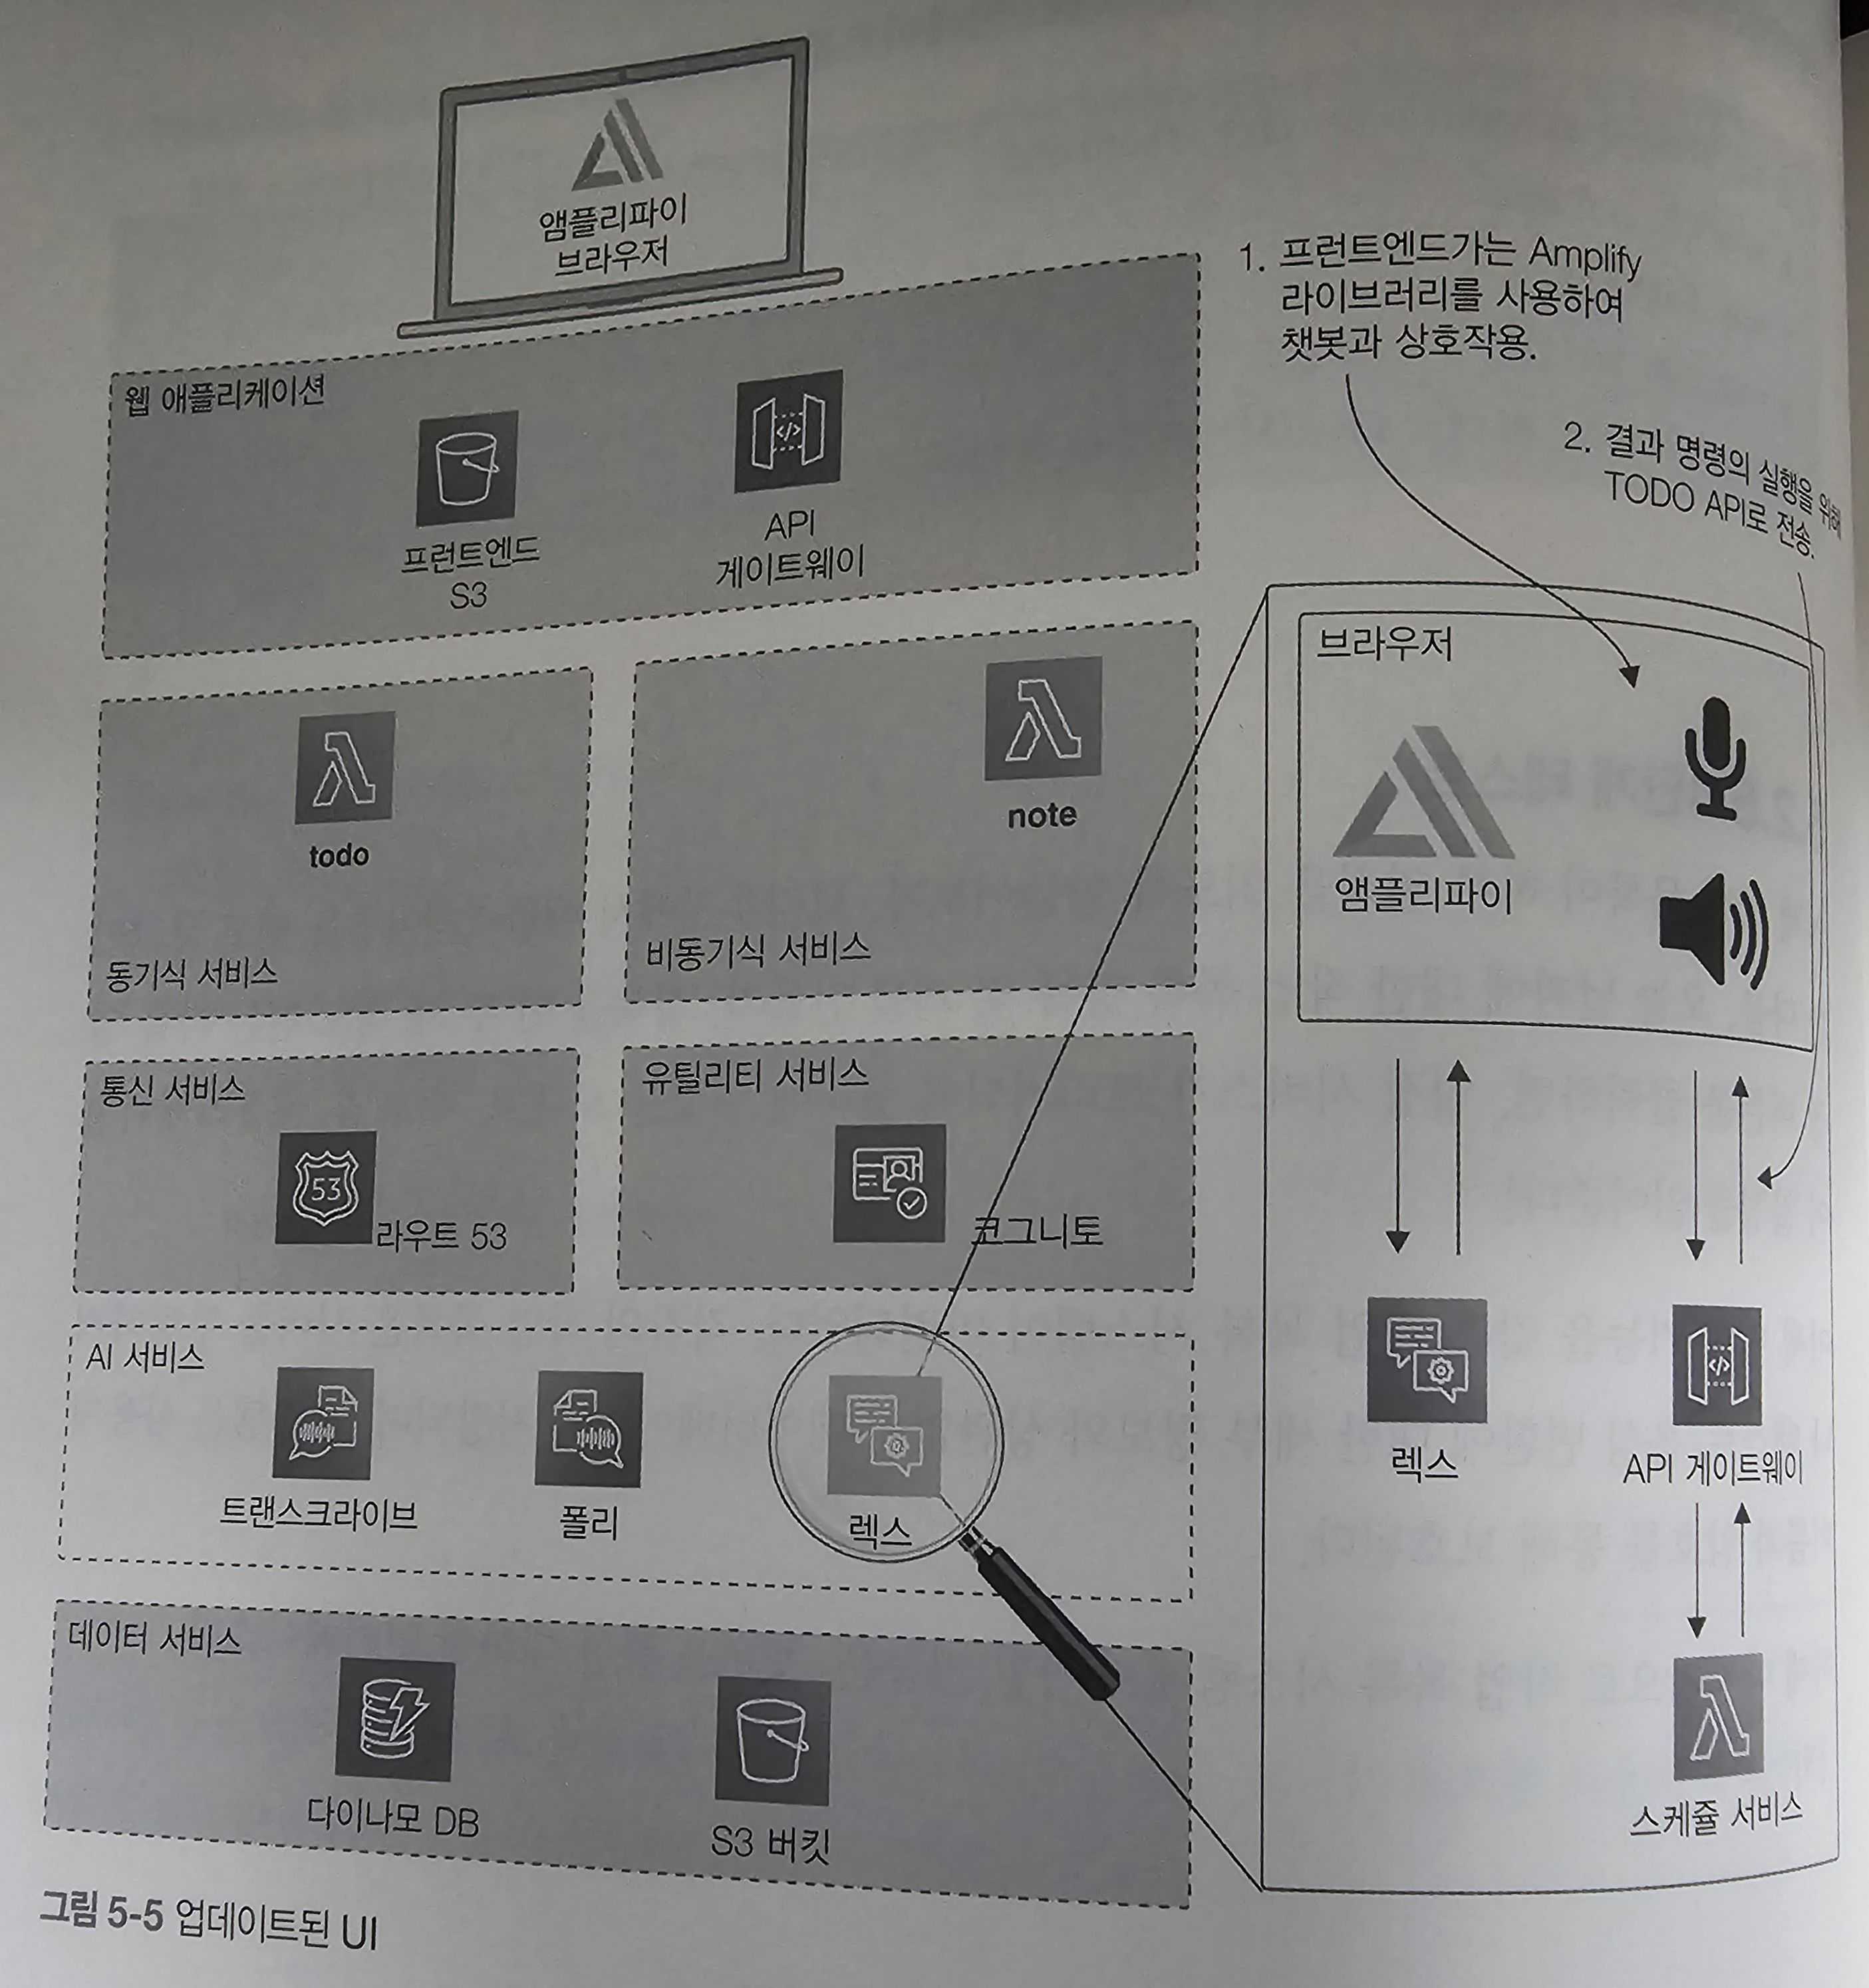 앰플리파이
브라우저
웹 애플리케이션
프런트엔드
S3
API
게이트웨이
todo
동기식 서비스
note
비동기식 서비스
통신 서비스
53
라우트 53
유틸리티 서비스
코그니토
AI 서비스
트랜스크라이브
폴리
렉스
데이터 서비스
다이나모 DB
S3 버킷
1. 프런트엔드가는 Amplify
라이브러리를 사용하여
챗봇과 상호작용.
2. 결과 명령의 실행을 위해
TODO API로 전송.
브라우저
앰플리파이
렉스
API 게이트웨이
스케쥴 서비스
그림 5-5 업데이트된 UI